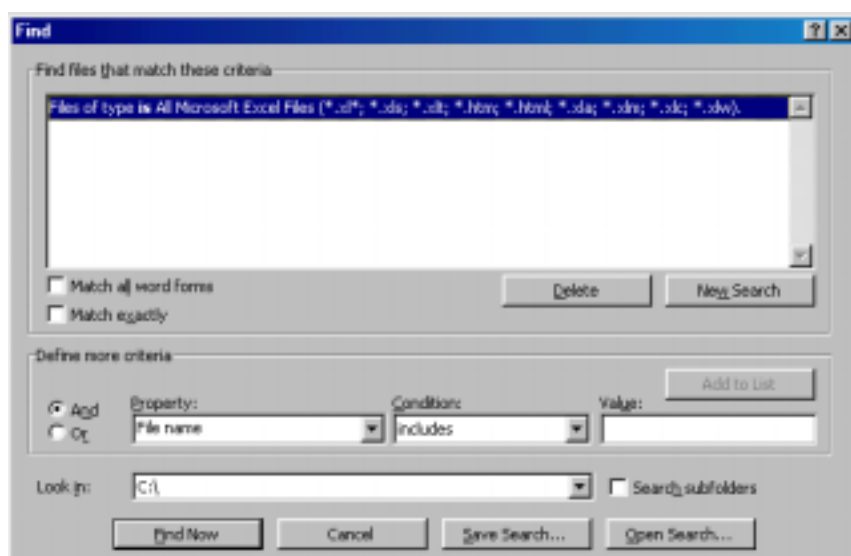 Find
Find files that match these criteria
Files of type is All Microsoft Excel Files (*.xl*; *.xls; *.xlt; *.htm; *.html; *.xla; *.xlm; *.xlc; *.xlw).
Match all word forms
Delete
New Search
Match exactly
Define more criteria
Add to List
And
Property:
Condition:
Value:
Or
File name
includes
Look in:
C:\
Search subfolders
Find Now
Cancel
Save Search...
Open Search...